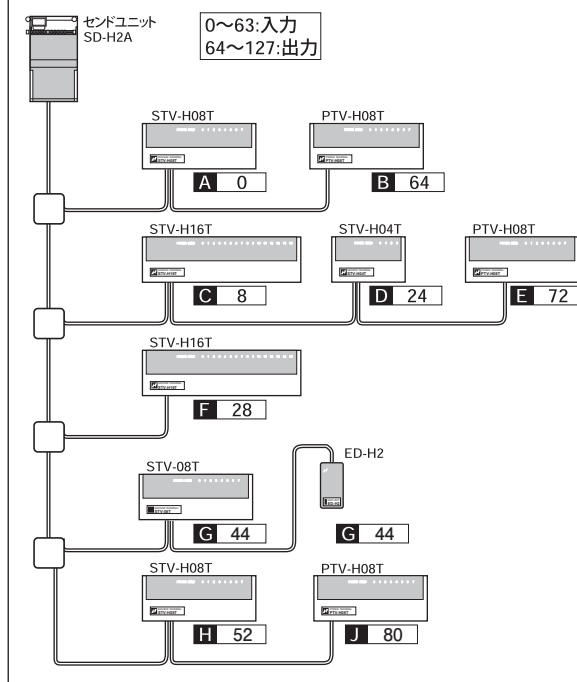 センドユニット
SD-H2A
0～63:入力
64～127:出力
STV-H08T
PTV-H08T
A 0
B 64
STV-H16T
STV-H04T
PTV-H08T
C 8
D 24
E 72
STV-H16T
F 28
STV-08T
ED-H2
G 44
G 44
STV-H08T
PTV-H08T
H 52
J 80